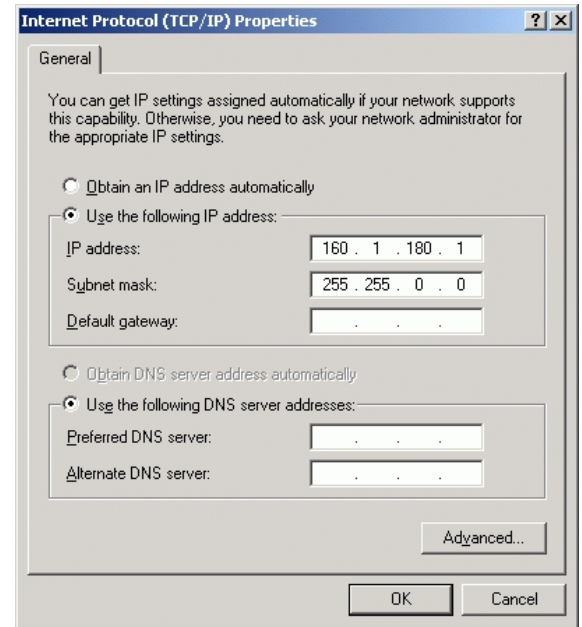 Internet Protocol (TCP/IP) Properties
General
You can get IP settings assigned automatically if your network supports
this capability. Otherwise, you need to ask your network administrator for
the appropriate IP settings.
Obtain an IP address automatically
Use the following IP address:
IP address: 160 . 1 . 180 . 1
Subnet mask: 255 . 255 . 0 . 0
Default gateway: . . .
Obtain DNS server address automatically
Use the following DNS server addresses:
Preferred DNS server: . . .
Alternate DNS server: . . .
Advanced...
OK Cancel